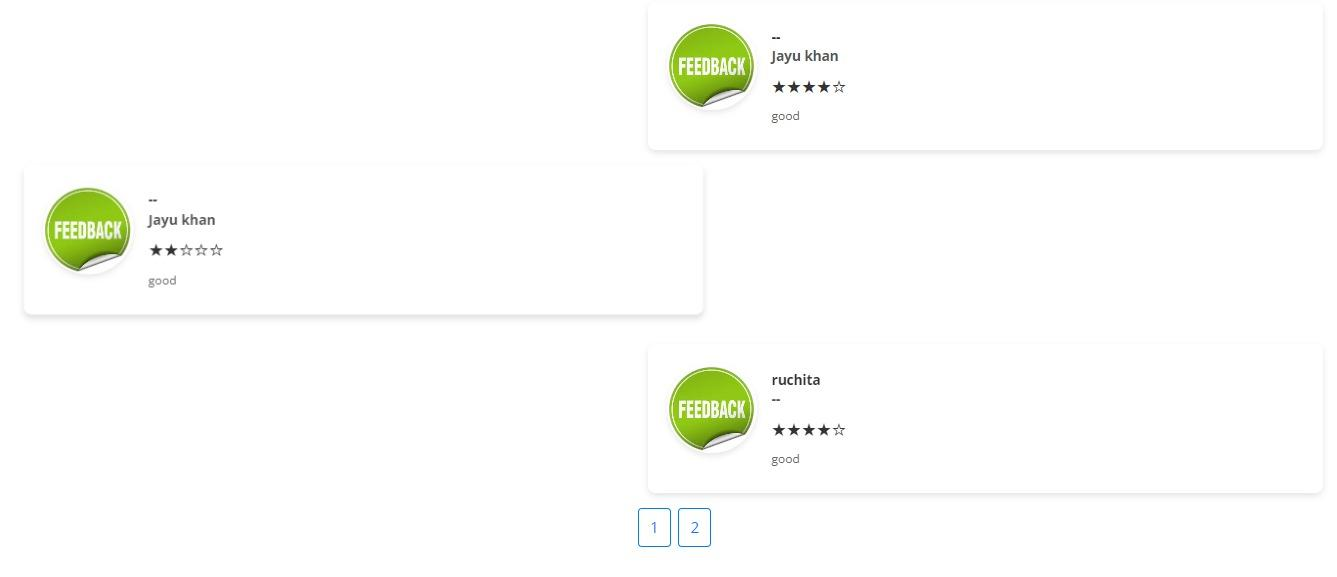 FEEDBACK
--
Jayu khan
★★★★☆
good
FEEDBACK
--
Jayu khan
★★☆☆☆
good
FEEDBACK
ruchita
--
★★★★☆
good
1 2